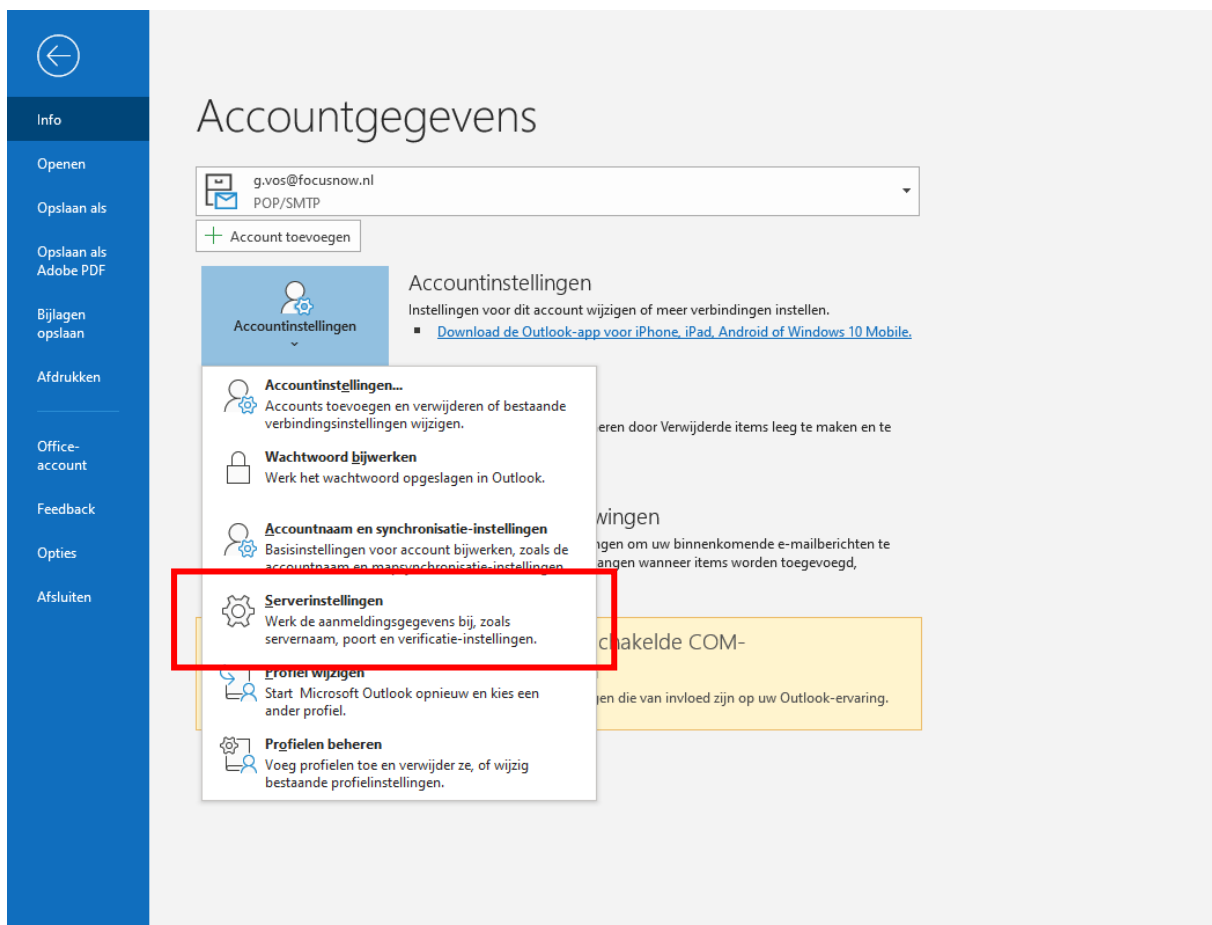 Info
Openen
Opslaan als
Opslaan als
Adobe PDF
Bijlagen
opslaan
Afdrukken
Office-
account
Feedback
Opties
Afsluiten
Accountgegevens
g.vos@focusnow.nl
POP/SMTP
Account toevoegen
Accountinstellingen
Accountinstellingen
Instellingen voor dit account wijzigen of meer verbindingen instellen.
Download de Outlook-app voor iPhone, iPad, Android of Windows 10 Mobile.
Accountinstellingen...
Accounts toevoegen en verwijderen of bestaande
verbindingsinstellingen wijzigen.
eren door Verwijderde items leeg te maken en te
Wachtwoord bijwerken
Werk het wachtwoord opgeslagen in Outlook.
wingen
Accountnaam en synchronisatie-instellingen
Basisinstellingen voor account bijwerken, zoals de
accountnaam en mapsynchronisatie-instellingen
ngen om uw binnenkomende e-mailberichten te
angen wanneer items worden toegevoegd,
Serverinstellingen
Werk de aanmeldingsgegevens bij, zoals
servernaam, poort en verificatie-instellingen.
chakelde COM-
Profiel wijzigen
Start Microsoft Outlook opnieuw en kies een
ander profiel.
gen die van invloed zijn op uw Outlook-ervaring.
Profielen beheren
Voeg profielen toe en verwijder ze, of wijzig
bestaande profielinstellingen.